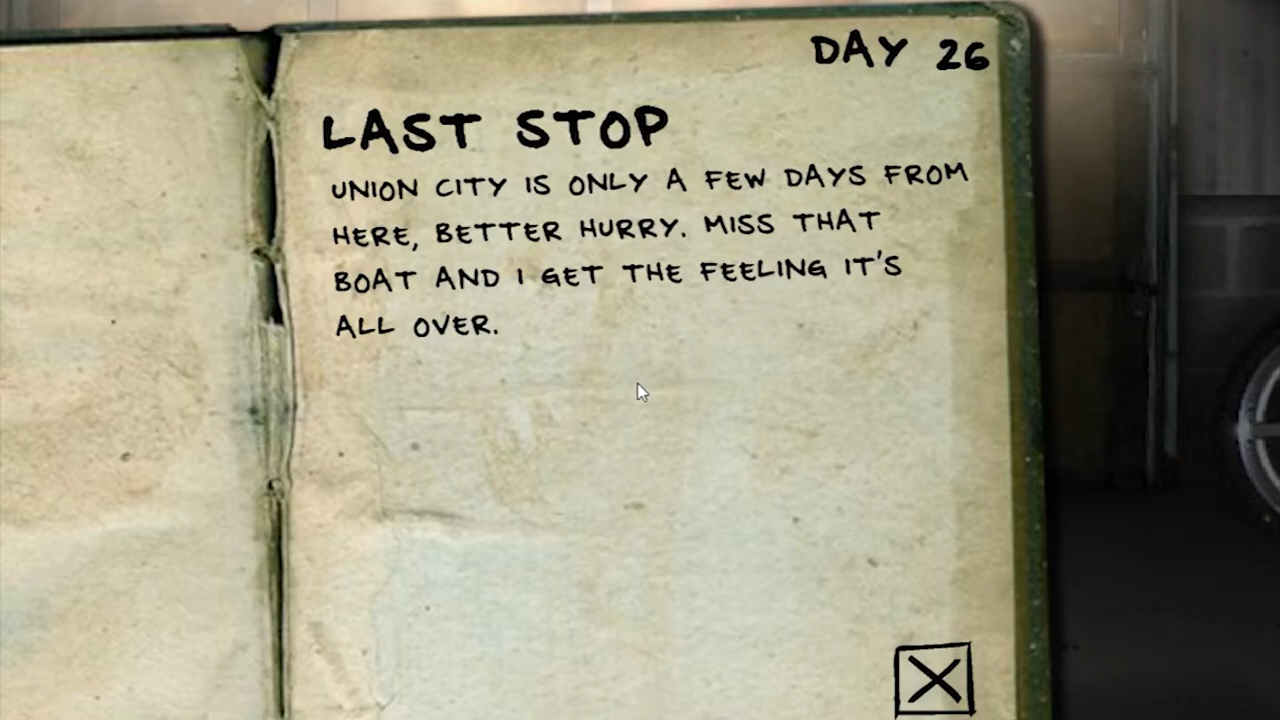 DAY 26
LAST STOP
UNION CITY IS ONLY A FEW DAYS FROM
HERE, BETTER HURRY. MISS THAT
BOAT AND I GET THE FEELING IT'S
ALL OVER.